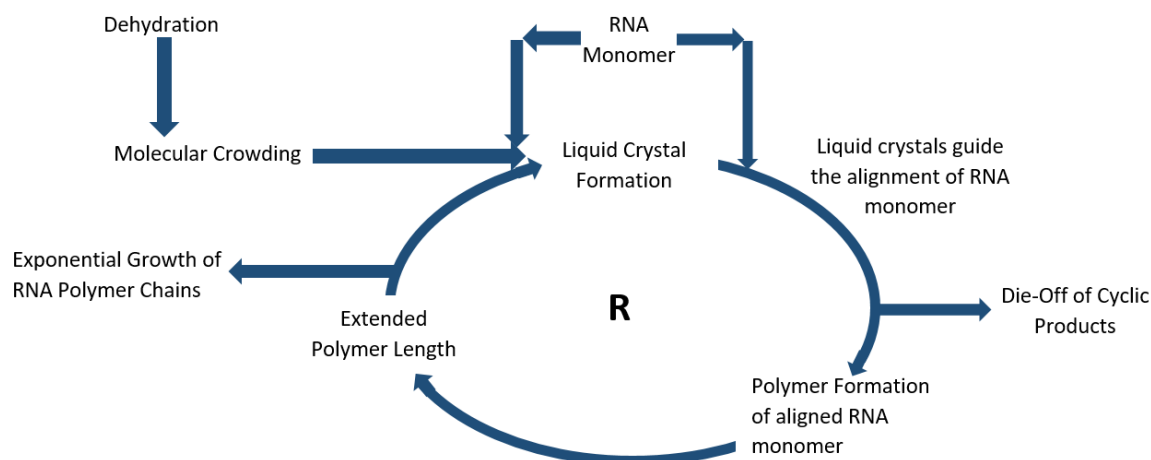 Dehydration
RNA
Monomer
Molecular Crowding
Liquid Crystal
Formation
Liquid crystals guide
the alignment of RNA
monomer
Exponential Growth of
RNA Polymer Chains
R
Die-Off of Cyclic
Products
Extended
Polymer Length
Polymer Formation
of aligned RNA
monomer